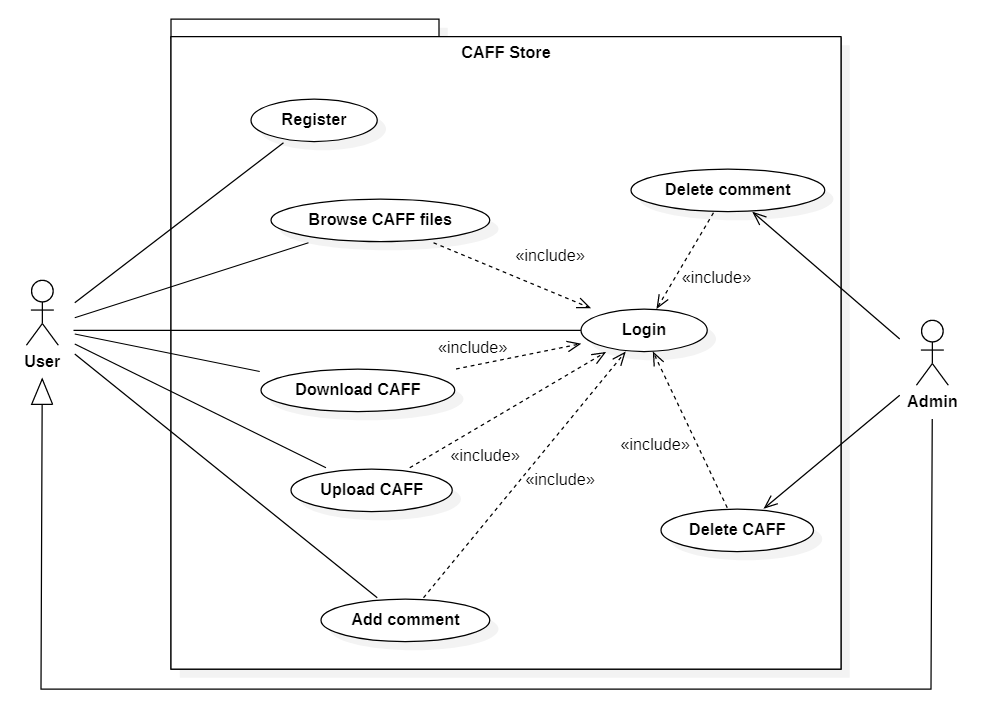 CAFF Store
Register
Delete comment
Browse CAFF files
«include»
«include»
Login
«include»
User
Download CAFF
Admin
«include»
«include»
«include»
Upload CAFF
Delete CAFF
Add comment